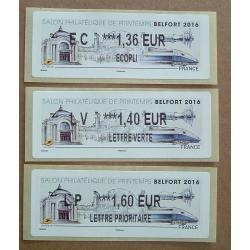 SALON PHILATÉLIQUE DE PRINTEMPS BELFORT 2016
E C ***1,36 EUR
ECOPLI
FRANCE
SALON PHILATÉLIQUE DE PRINTEMPS BELFORT 2016
L V ***1,40 EUR
LETTRE VERTE
FRANCE
SALON PHILATÉLIQUE DE PRINTEMPS BELFORT 2016
L P ***1,60 EUR
LETTRE PRIORITAIRE
FRANCE